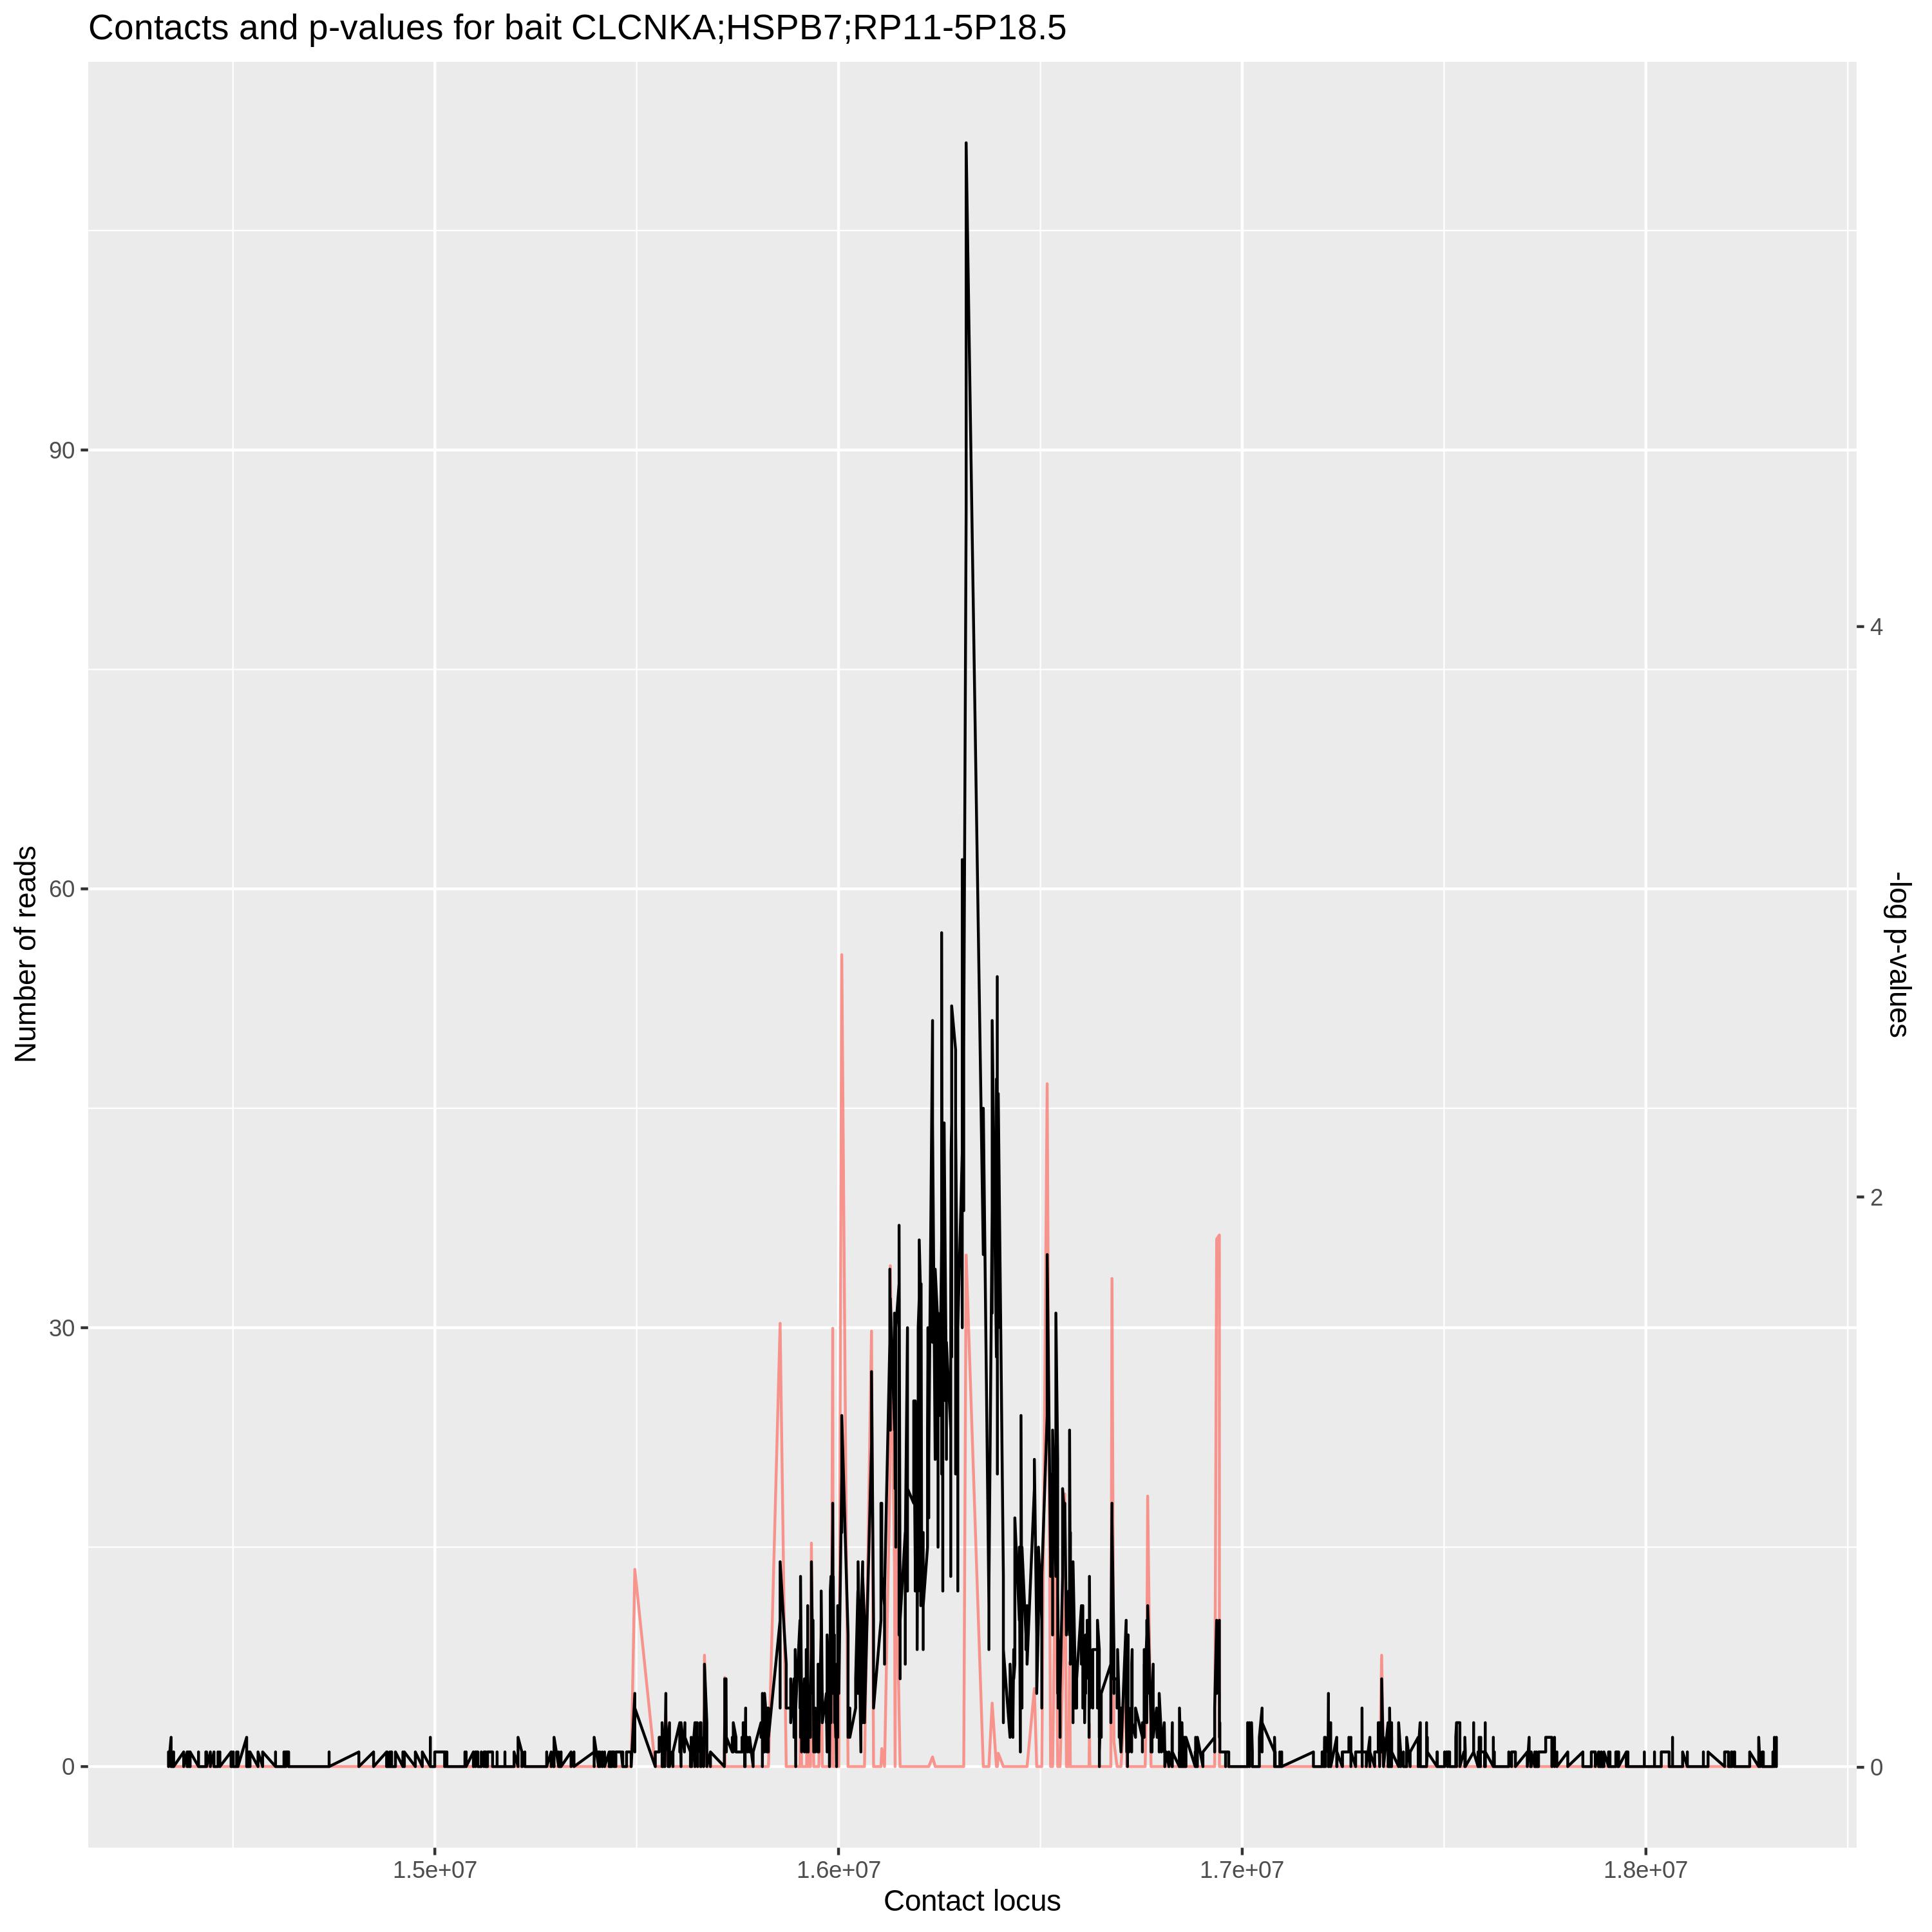 Contacts and p-values for bait CLCNKA;HSPB7;RP11-5P18.5
90
60
30
0
Number of reads
4
2
0
-log p-values
1.5e+07
1.6e+07
1.7e+07
1.8e+07
Contact locus